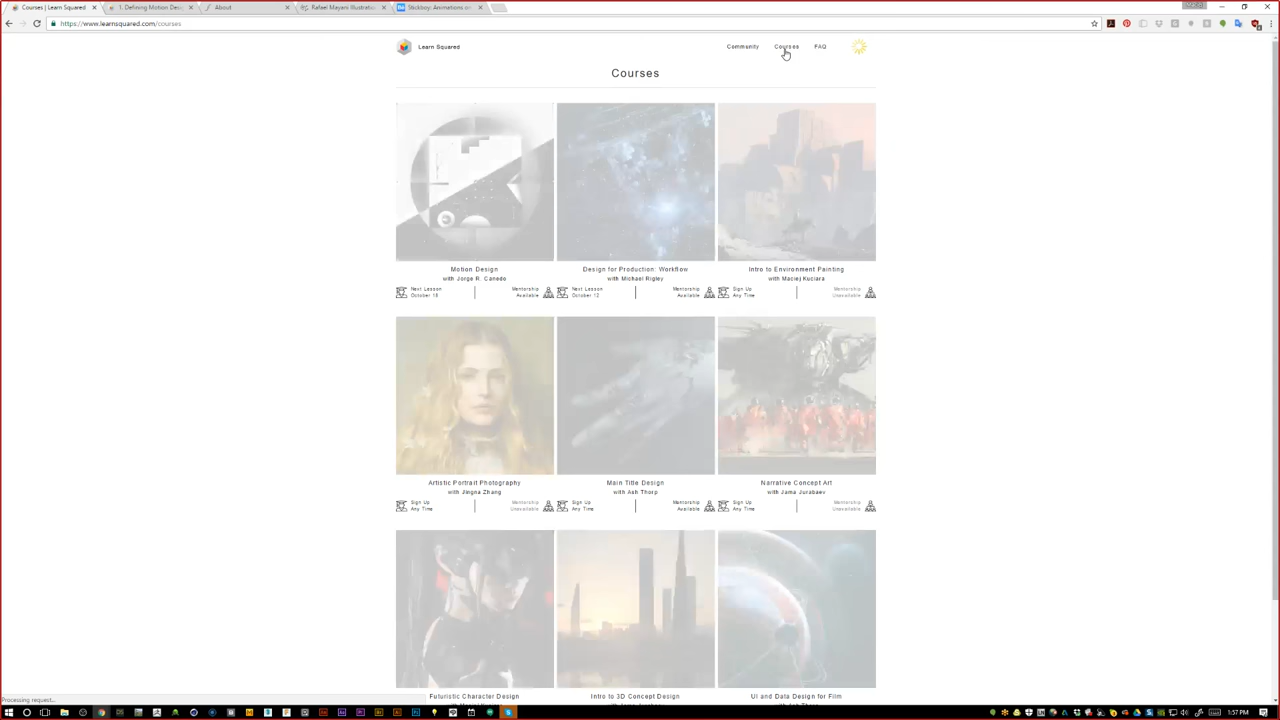 Courses | Learn Squared
1. Defining Motion Desig
About
Rafael Mayani Illustratio
Stickboy: Animations on
https://www.learnsquared.com/courses
Learn Squared
Community
Courses
FAQ
Courses
Motion Design
with Jorge R. Canedo
Next Lesson
October 18
Mentorship
Available
Design for Production: Workflow
with Michael Rigley
Next Lesson
October 12
Mentorship
Available
Intro to Environment Painting
with Maciej Kuciara
Sign Up
Any Time
Mentorship
Unavailable
Artistic Portrait Photography
with Jingna Zhang
Sign Up
Any Time
Mentorship
Unavailable
Main Title Design
with Ash Thorp
Sign Up
Any Time
Mentorship
Available
Narrative Concept Art
with Jama Jurabaev
Sign Up
Any Time
Mentorship
Unavailable
Futuristic Character Design
Intro to 3D Concept Design
UI and Data Design for Film
Processing request...
1:57 PM